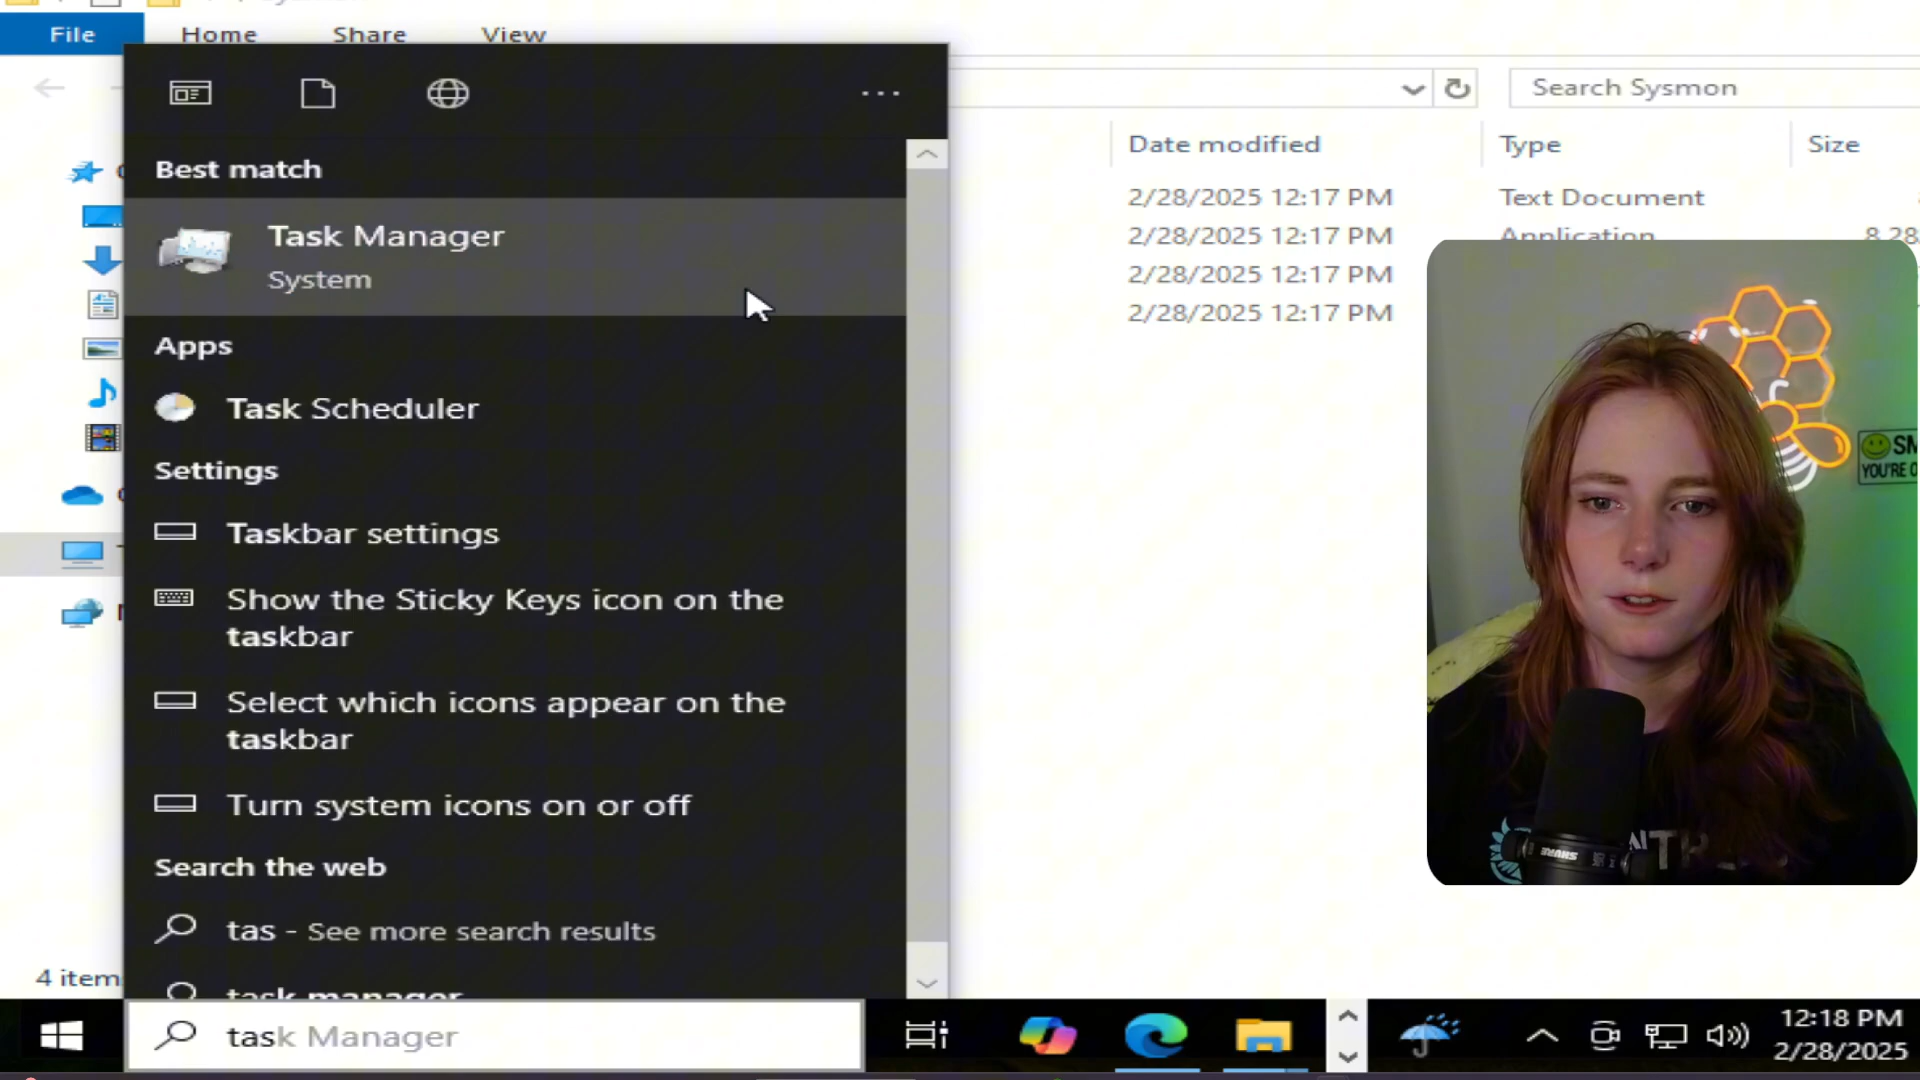 File Home Share View
Search Sysmon
Date modified Type Size
Best match
Task Manager
System
Apps
Task Scheduler
Settings
Taskbar settings
Show the Sticky Keys icon on the
taskbar
Select which icons appear on the
taskbar
Turn system icons on or off
Search the web
tas - See more search results
task manager
2/28/2025 12:17 PM Text Document
2/28/2025 12:17 PM Application 8,28
2/28/2025 12:17 PM
2/28/2025 12:17 PM
SM
YOU'RE O
SHURE
4 item
task Manager
12:18 PM
2/28/2025